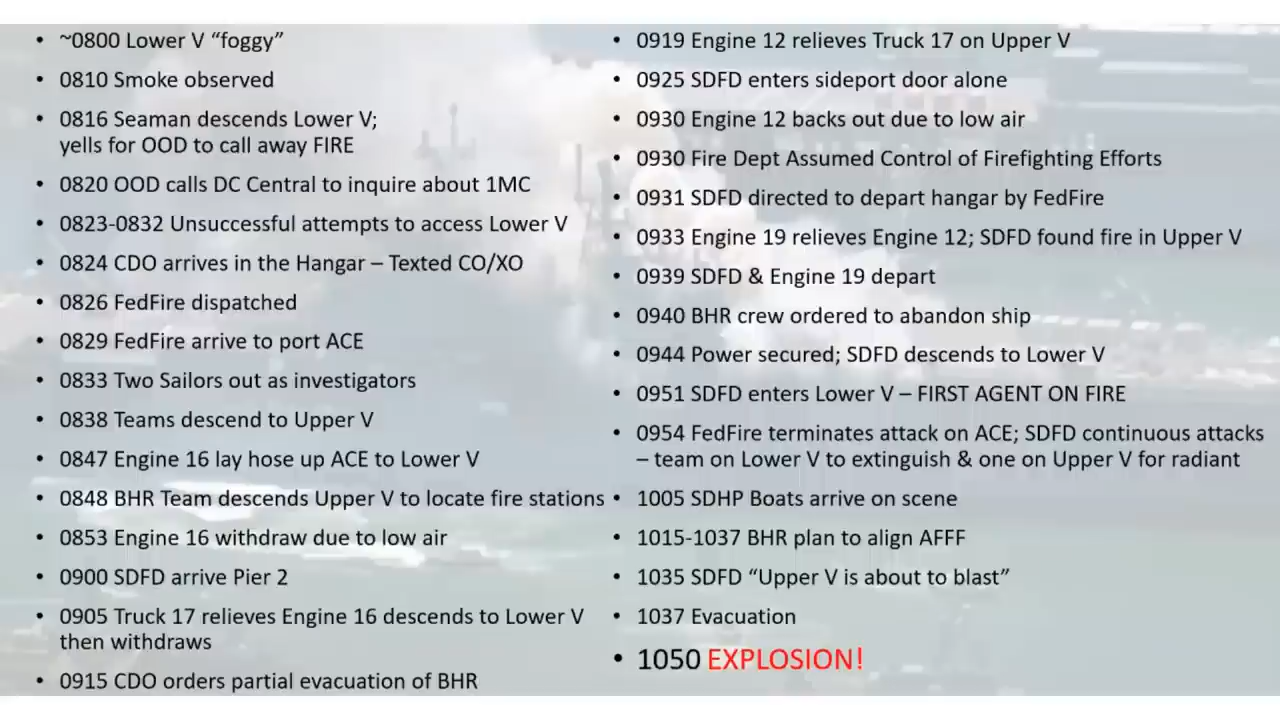 • ~0800 Lower V “foggy”
• 0810 Smoke observed
• 0816 Seaman descends Lower V;
yells for OOD to call away FIRE
• 0820 OOD calls DC Central to inquire about 1MC
• 0823-0832 Unsuccessful attempts to access Lower V
• 0824 CDO arrives in the Hangar – Texted CO/XO
• 0826 FedFire dispatched
• 0829 FedFire arrive to port ACE
• 0833 Two Sailors out as investigators
• 0838 Teams descend to Upper V
• 0847 Engine 16 lay hose up ACE to Lower V
• 0848 BHR Team descends Upper V to locate fire stations
• 0853 Engine 16 withdraw due to low air
• 0900 SDFD arrive Pier 2
• 0905 Truck 17 relieves Engine 16 descends to Lower V
then withdraws
• 0915 CDO orders partial evacuation of BHR
• 0919 Engine 12 relieves Truck 17 on Upper V
• 0925 SDFD enters sideport door alone
• 0930 Engine 12 backs out due to low air
• 0930 Fire Dept Assumed Control of Firefighting Efforts
• 0931 SDFD directed to depart hangar by FedFire
• 0933 Engine 19 relieves Engine 12; SDFD found fire in Upper V
• 0939 SDFD & Engine 19 depart
• 0940 BHR crew ordered to abandon ship
• 0944 Power secured; SDFD descends to Lower V
• 0951 SDFD enters Lower V – FIRST AGENT ON FIRE
• 0954 FedFire terminates attack on ACE; SDFD continuous attacks
– team on Lower V to extinguish & one on Upper V for radiant
• 1005 SDHP Boats arrive on scene
• 1015-1037 BHR plan to align AFFF
• 1035 SDFD “Upper V is about to blast”
• 1037 Evacuation
• 1050 EXPLOSION!